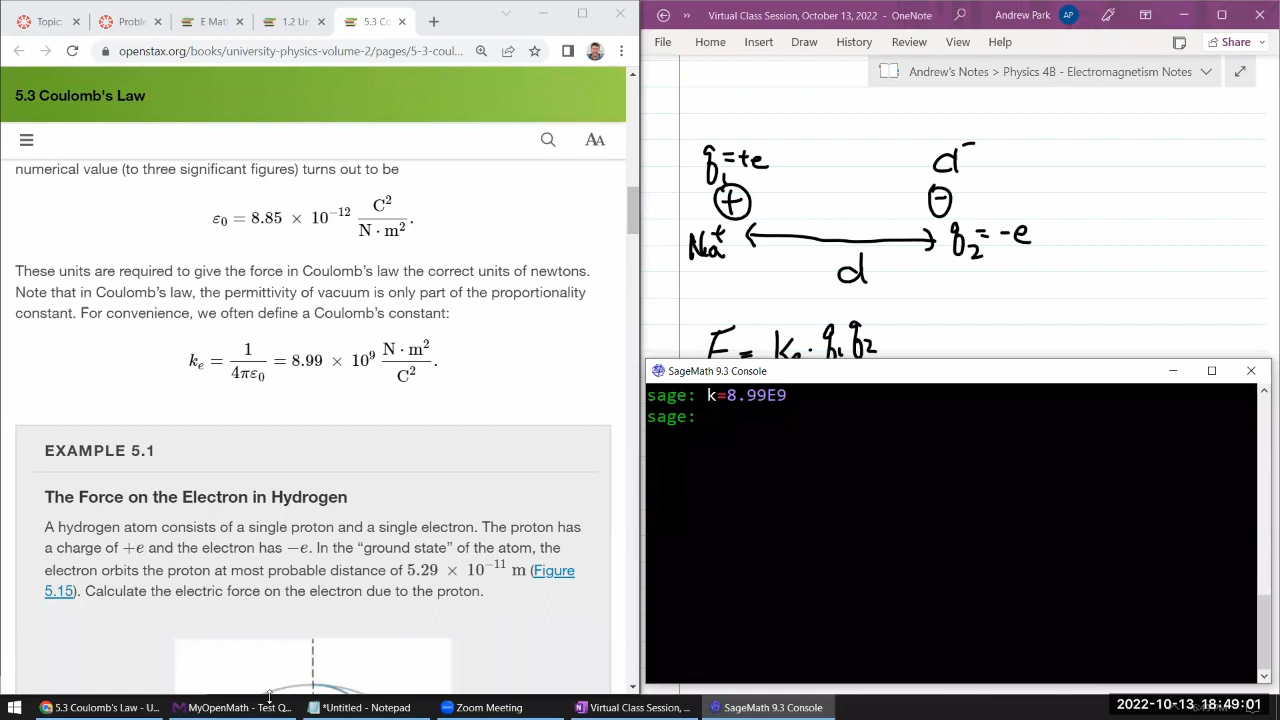 Topic:
Proble
E Math
1.2 Un
5.3 Co
openstax.org/books/university-physics-volume-2/pages/5-3-coul...
5.3 Coulomb's Law
AA
numerical value (to three significant figures) turns out to be
ε₀ = 8.85 × 10⁻¹² C²/(N · m²).
These units are required to give the force in Coulomb's law the correct units of newtons.
Note that in Coulomb's law, the permittivity of vacuum is only part of the proportionality
constant. For convenience, we often define a Coulomb's constant:
kₑ = 1/(4πε₀) = 8.99 × 10⁹ (N · m²)/C².
EXAMPLE 5.1
The Force on the Electron in Hydrogen
A hydrogen atom consists of a single proton and a single electron. The proton has
a charge of +e and the electron has −e. In the “ground state” of the atom, the
electron orbits the proton at most probable distance of 5.29 × 10⁻¹¹ m (Figure
5.15). Calculate the electric force on the electron due to the proton.
Virtual Class Session, October 13, 2022 - OneNote
Andrew Park
AP
File Home Insert Draw History Review View Help
Share
Andrew's Notes > Physics 4B - Electromagnetism Notes
q₁=+e
Cl⁻
+
-
Na⁺
q₂=-e
d
F = kₑ · q₁q₂
SageMath 9.3 Console
sage: k=8.99E9
sage:
5.3 Coulomb's Law - U...
MyOpenMath - Test Q...
*Untitled - Notepad
Zoom Meeting
Virtual Class Session, ...
SageMath 9.3 Console
2022-10-13 18:49:01